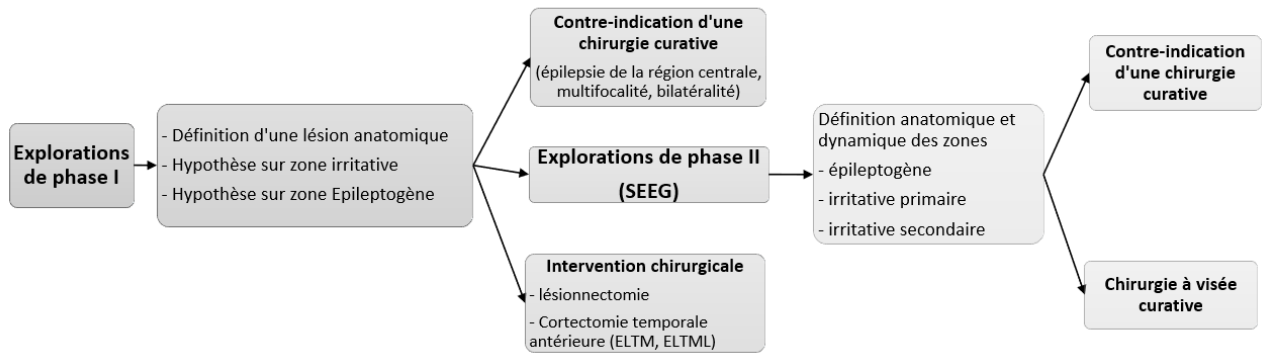 Explorations
de phase I
- Définition d'une lésion anatomique
- Hypothèse sur zone irritative
- Hypothèse sur zone Epileptogène
Contre-indication d'une
chirurgie curative
(épilepsie de la région centrale,
multifocalité, bilatéralité)
Explorations de phase II
(SEEG)
Intervention chirurgicale
- lésionnectomie
- Cortectomie temporale
antérieure (ELTM, ELTML)
Définition anatomique et
dynamique des zones
- épileptogène
- irritative primaire
- irritative secondaire
Contre-indication
d'une chirurgie
curative
Chirurgie à visée
curative